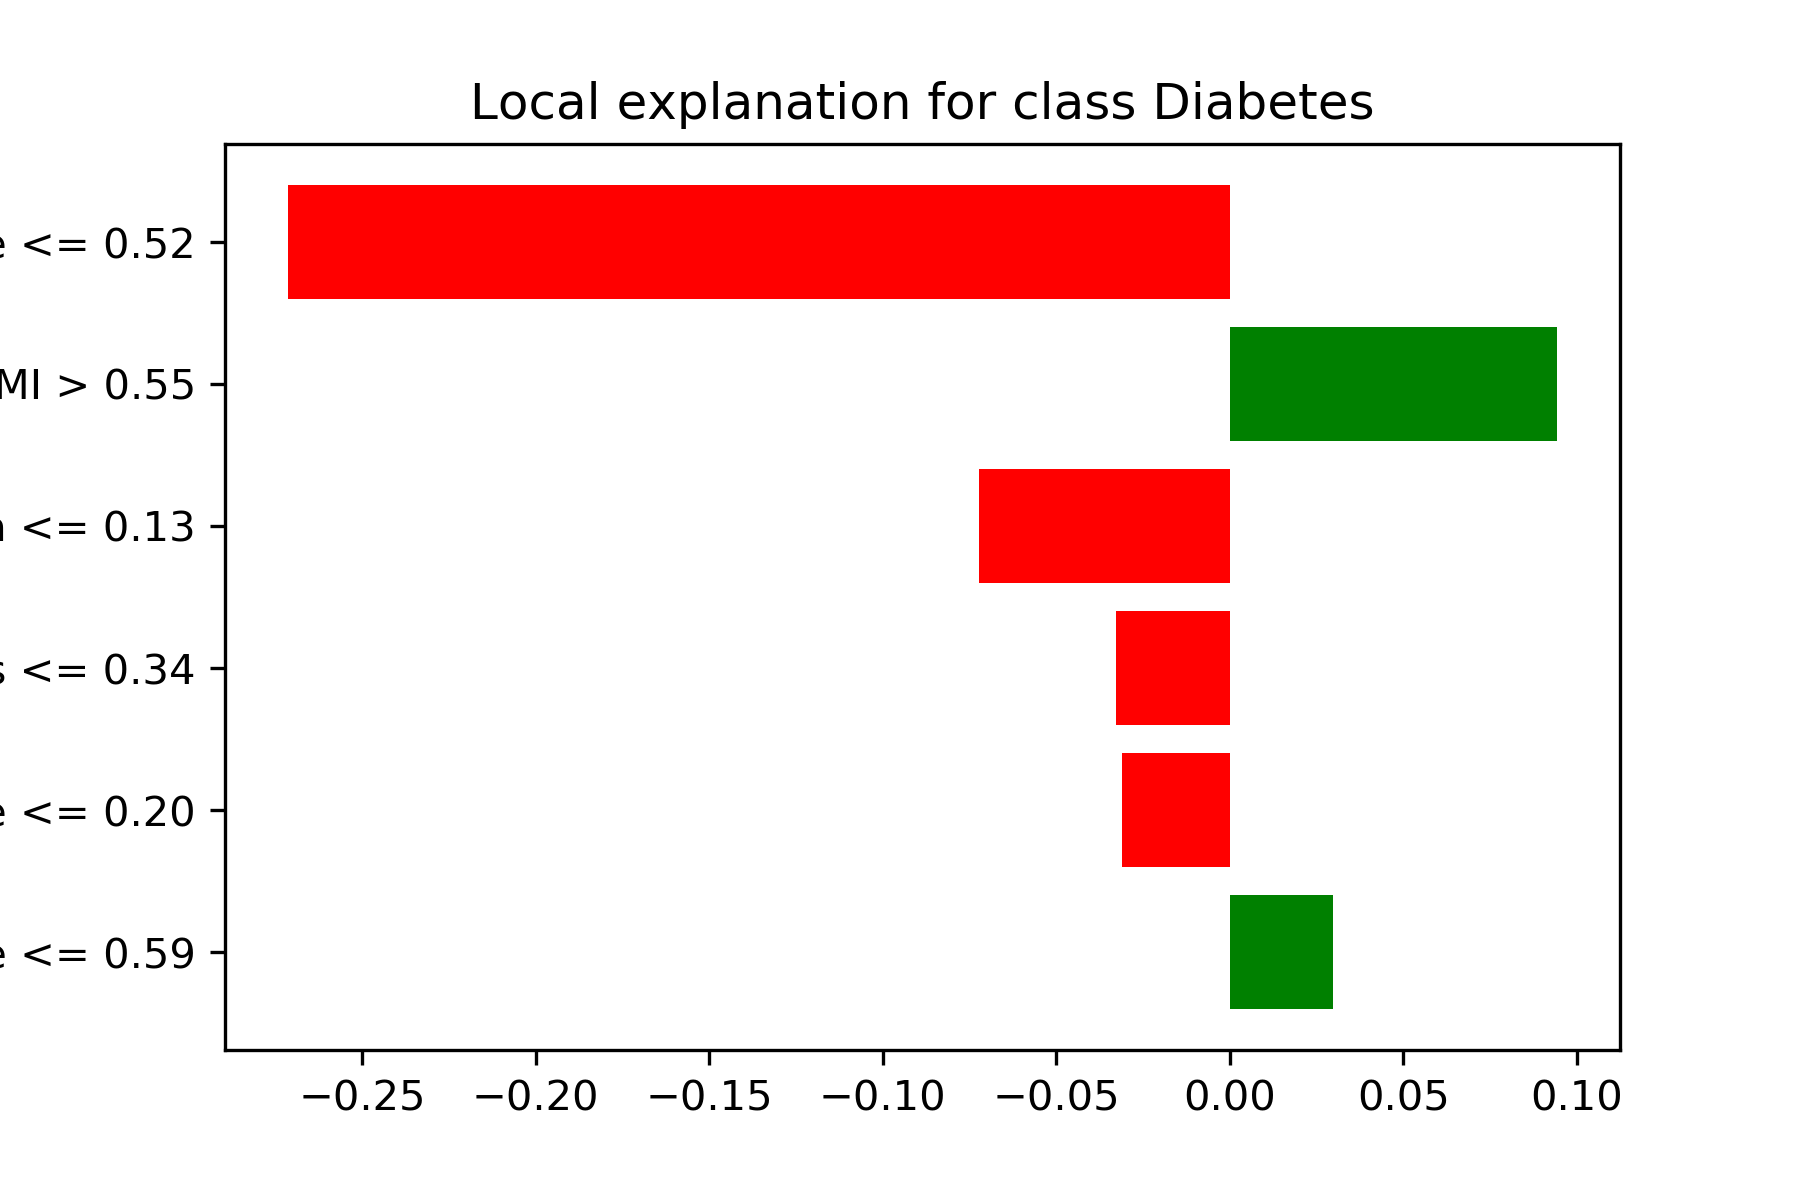 Local explanation for class Diabetes
e <= 0.52
MI > 0.55
n <= 0.13
s <= 0.34
e <= 0.20
e <= 0.59
−0.25 −0.20 −0.15 −0.10 −0.05 0.00 0.05 0.10